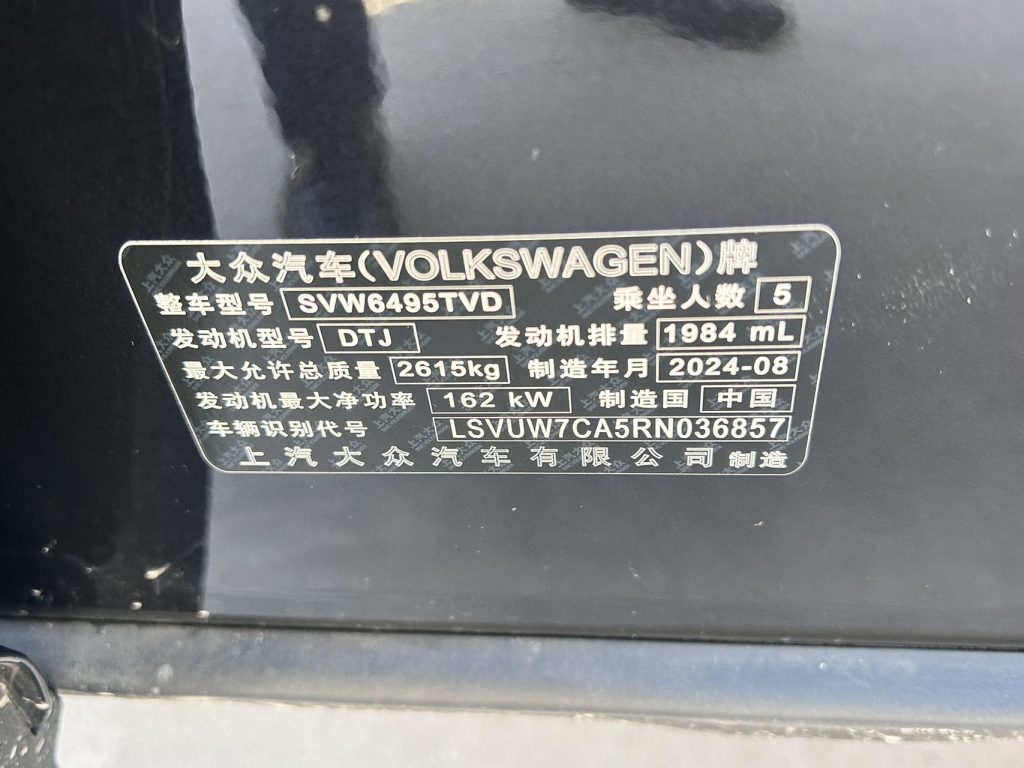 大众汽车(VOLKSWAGEN)牌
整车型号 SVW6495TVD 乘坐人数 5
发动机型号 DTJ 发动机排量 1984 mL
最大允许总质量 2615kg 制造年月 2024-08
发动机最大净功率 162 kW 制造国 中国
车辆识别代号 LSVUW7CA5RN036857
上汽大众汽车有限公司 制造